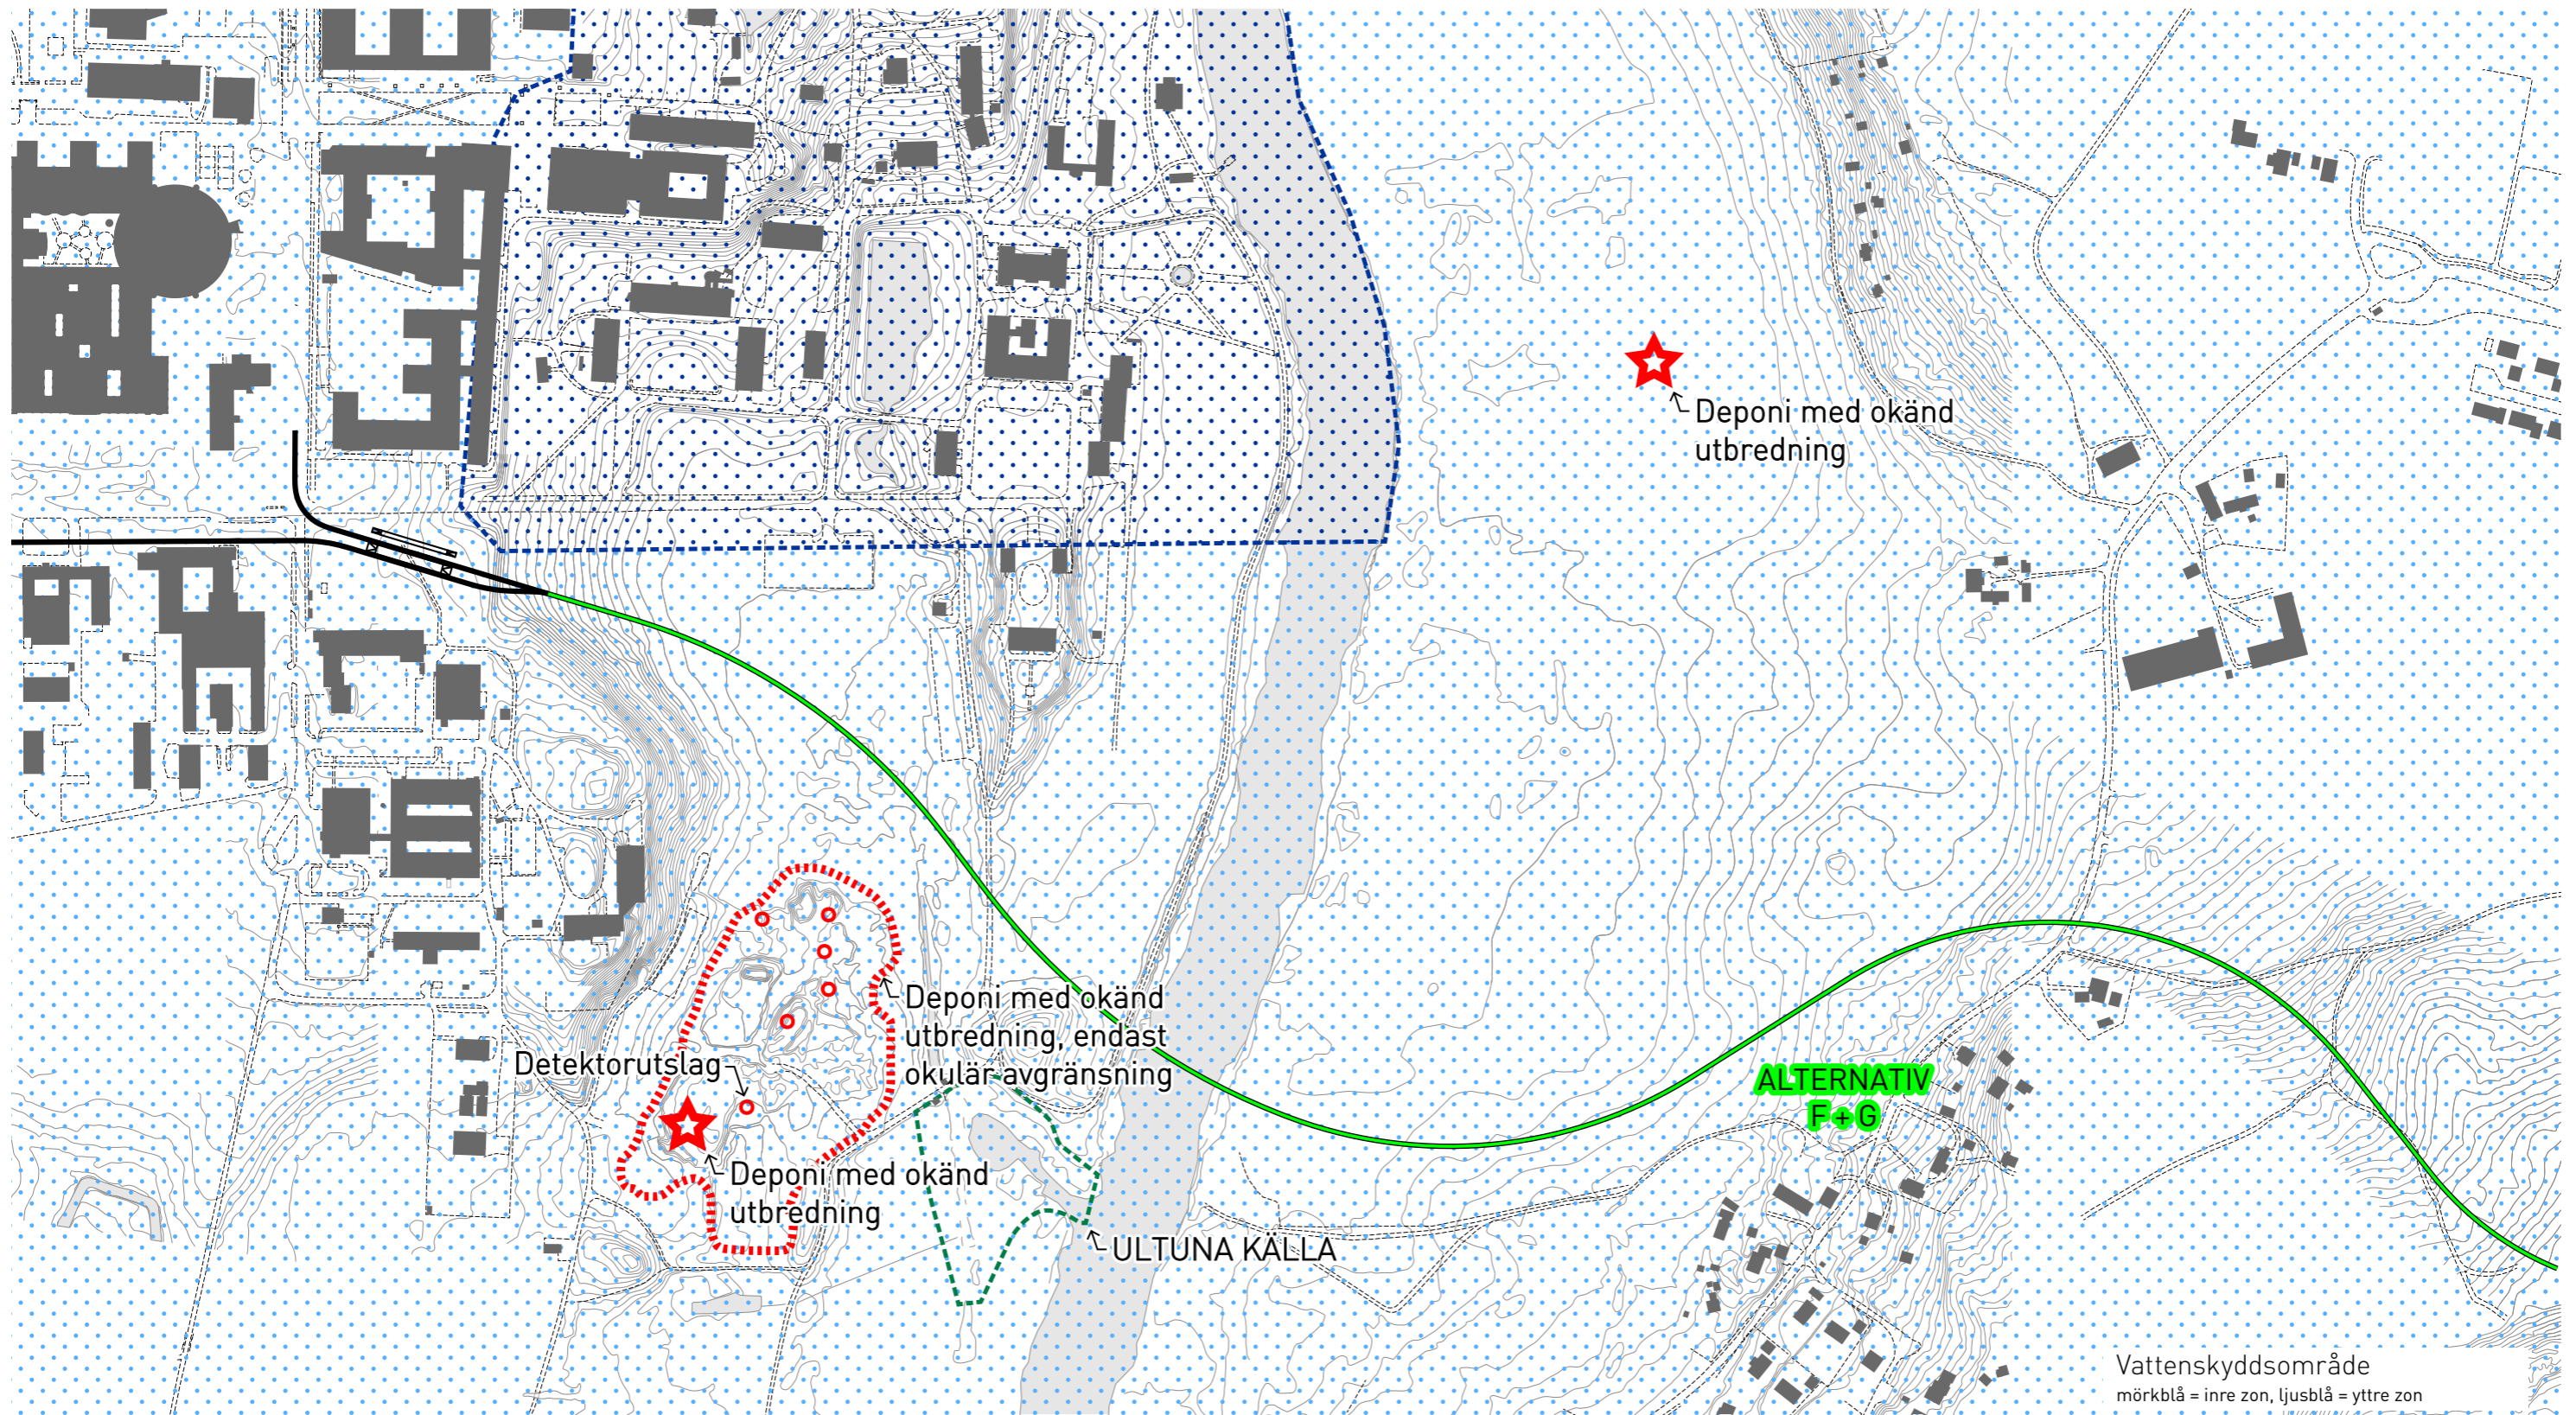 Deponi med okänd
utbredning
Deponi med okänd
utbredning, endast
okulär avgränsning
Detektorutslag
ALTERNATIV
F + G
Deponi med okänd
utbredning
ULTUNA KÄLLA
Vattenskyddsområde
mörkblå = inre zon, ljusblå = yttre zon